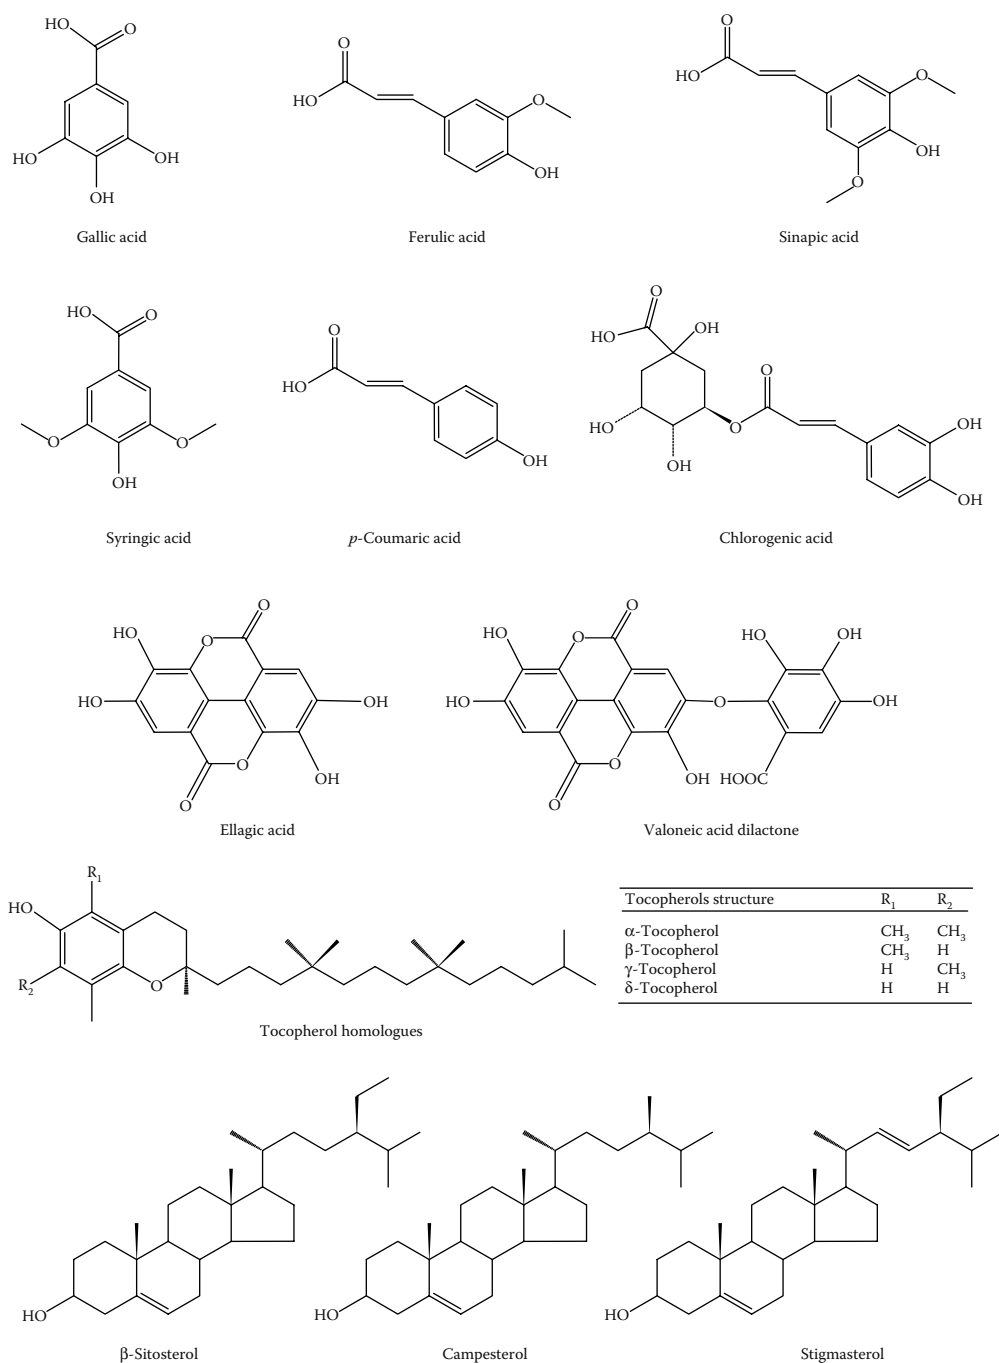 HO O
HO OH
OH
Gallic acid
O
HO
O
OH
Ferulic acid
O
HO
O
OH
O
Sinapic acid
HO O
O O
OH
Syringic acid
O
HO
OH
p-Coumaric acid
O
HO OH
O
HO O
OH
OH
OH
Chlorogenic acid
O
HO O
HO OH
O OH
O
Ellagic acid
O
HO O
HO O
O OH
O
HO OH
OH
HOOC
Valoneic acid dilactone
R1
HO
R2 O
Tocopherol homologues
Tocopherols structure R1 R2
α-Tocopherol CH3 CH3
β-Tocopherol CH3 H
γ-Tocopherol H CH3
δ-Tocopherol H H
HO
β-Sitosterol
HO
Campesterol
HO
Stigmasterol